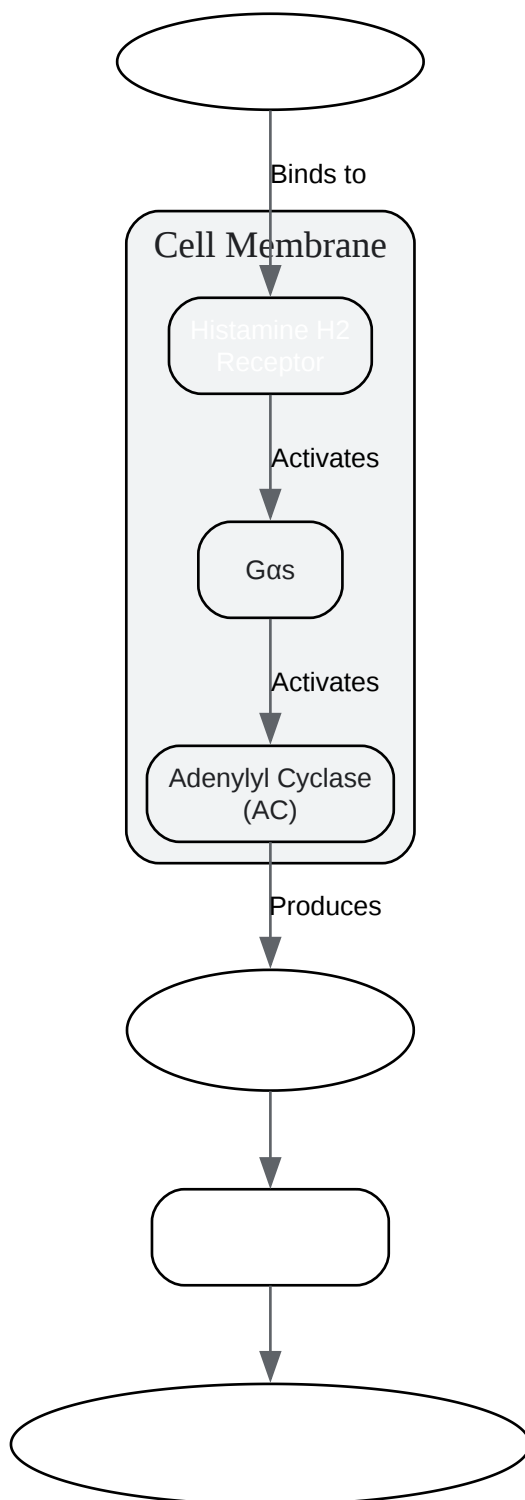 Binds to
Cell Membrane
Histamine H2
Receptor
Activates
Gαs
Activates
Adenylyl Cyclase
(AC)
Produces